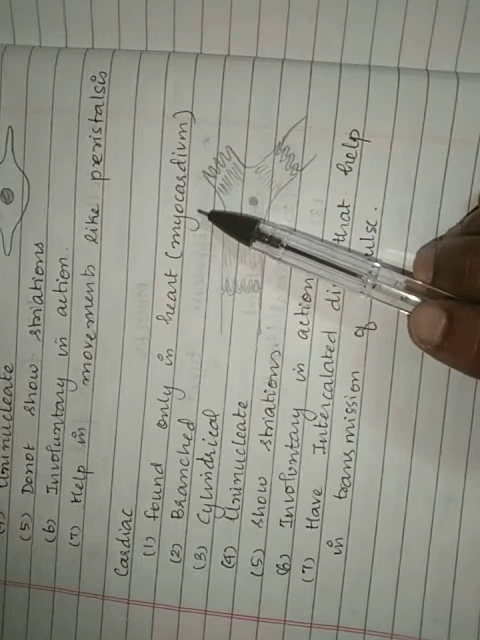 Uninucleate
(5) Donot show striations
(6) Involuntary in action.
(7) Help in movements like peristalsis
Cardiac
(1) found only in heart (myocardium)
(2) Branched
(3) Cylindrical
(4) Uninucleate
(5) show striations
(6) Involuntary in action
(7) Have Intercalated di that help
in transmission of ulse.